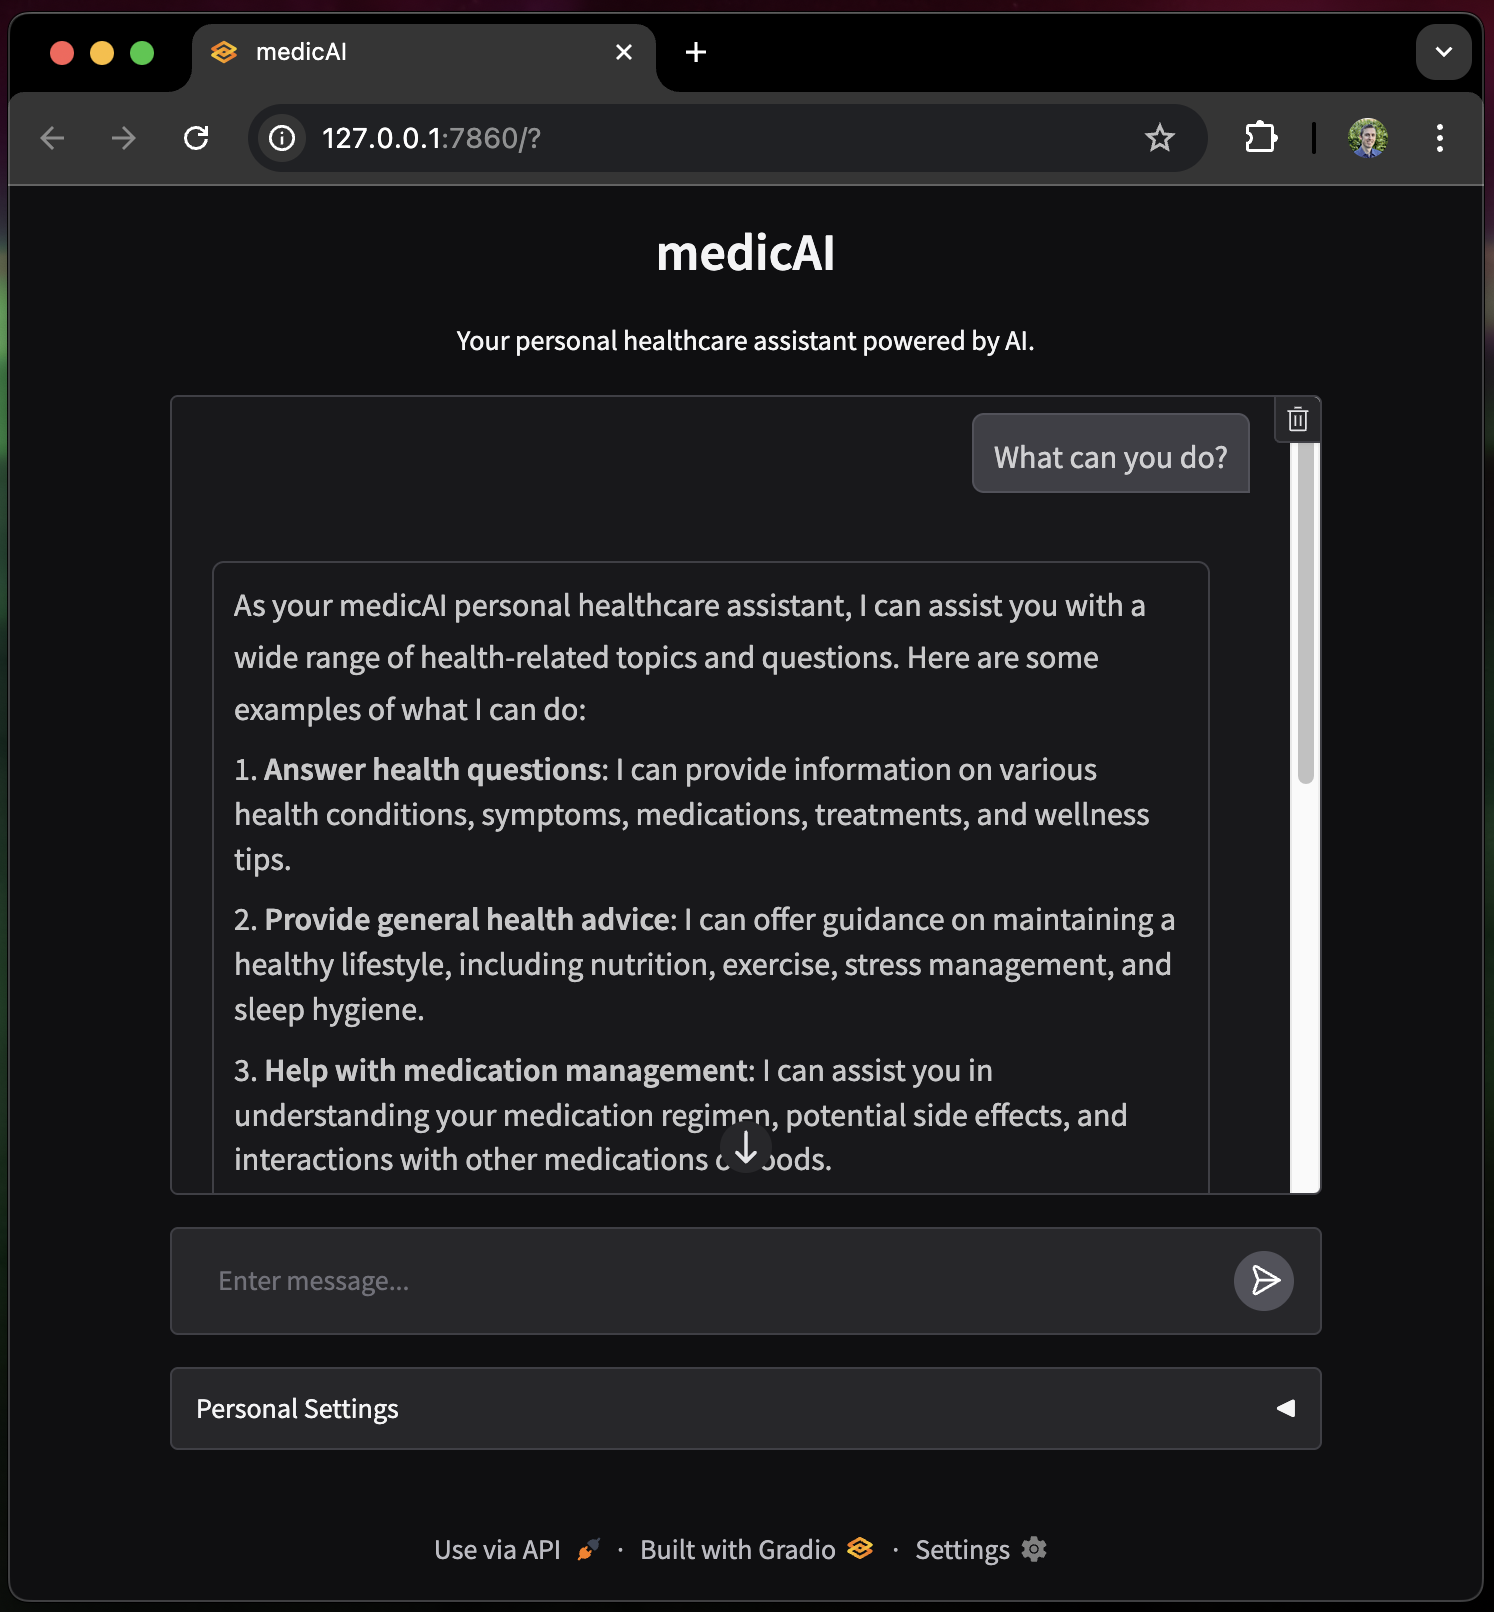 medicAI
127.0.0.1:7860/?
medicAI
Your personal healthcare assistant powered by AI.
What can you do?
As your medicAI personal healthcare assistant, I can assist you with a
wide range of health-related topics and questions. Here are some
examples of what I can do:
1. Answer health questions: I can provide information on various
health conditions, symptoms, medications, treatments, and wellness
tips.
2. Provide general health advice: I can offer guidance on maintaining a
healthy lifestyle, including nutrition, exercise, stress management, and
sleep hygiene.
3. Help with medication management: I can assist you in
understanding your medication regimen, potential side effects, and
interactions with other medications
Enter message...
Personal Settings
Use via API · Built with Gradio · Settings